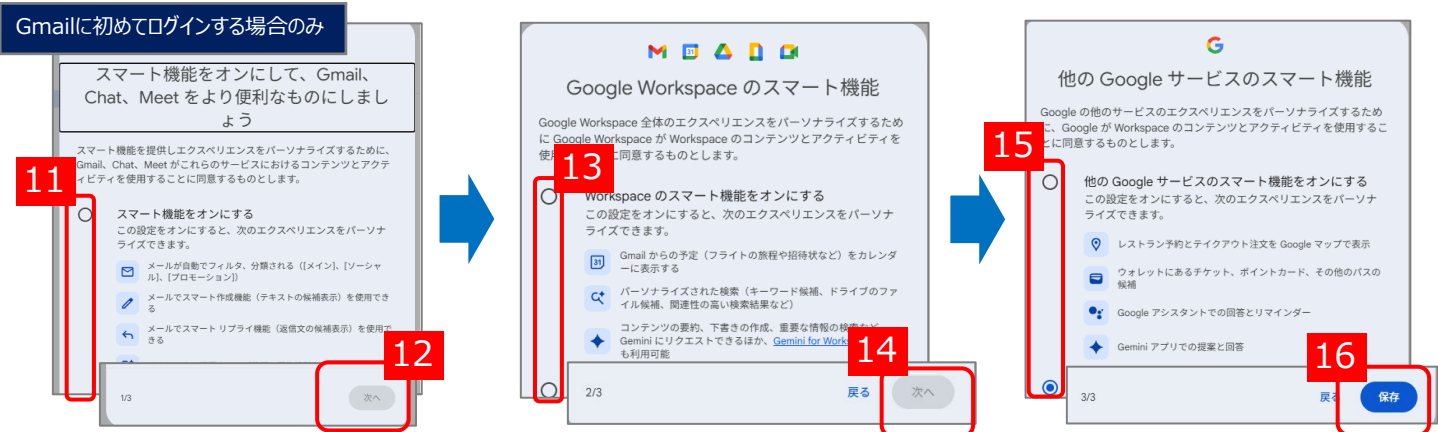 Gmailに初めてログインする場合のみ
スマート機能をオンにして、Gmail、
Chat、Meet をより便利なものにしまし
ょう
スマート機能を提供しエクスペリエンスをパーソナライズするために、
Gmail、Chat、Meet がこれらのサービスにおけるコンテンツとアクテ
ィビティを使用することに同意するものとします。
11
スマート機能をオンにする
この設定をオンにすると、次のエクスペリエンスをパーソナ
ライズできます。
メールが自動でフィルタ、分類される（[メイン]、[ソーシャ
ル]、[プロモーション]）
メールでスマート作成機能（テキストの候補表示）を使用でき
る
メールでスマート リプライ機能（返信文の候補表示）を使用で
きる
12
1/3
次へ
31
Google Workspace のスマート機能
Google Workspace 全体のエクスペリエンスをパーソナライズするため
に Google Workspace が Workspace のコンテンツとアクティビティを
使 に同意するものとします。
13
Workspace のスマート機能をオンにする
この設定をオンにすると、次のエクスペリエンスをパーソナ
ライズできます。
31
Gmail からの予定（フライトの旅程や招待状など）をカレンダ
ーに表示する
パーソナライズされた検索（キーワード候補、ドライブのファ
イル候補、関連性の高い検索結果など）
コンテンツの要約、下書きの作成、重要な情報の検索など
Gemini にリクエストできるほか、Gemini for Work
も利用可能
14
2/3
戻る
次へ
G
他の Google サービスのスマート機能
Google の他のサービスのエクスペリエンスをパーソナライズするため
に、Google が Workspace のコンテンツとアクティビティを使用するこ
とに同意するものとします。
15
他の Google サービスのスマート機能をオンにする
この設定をオンにすると、次のエクスペリエンスをパーソナ
ライズできます。
レストラン予約とテイクアウト注文を Google マップで表示
ウォレットにあるチケット、ポイントカード、その他のパスの
候補
Google アシスタントでの回答とリマインダー
Gemini アプリでの提案と回答
16
3/3
戻る
保存